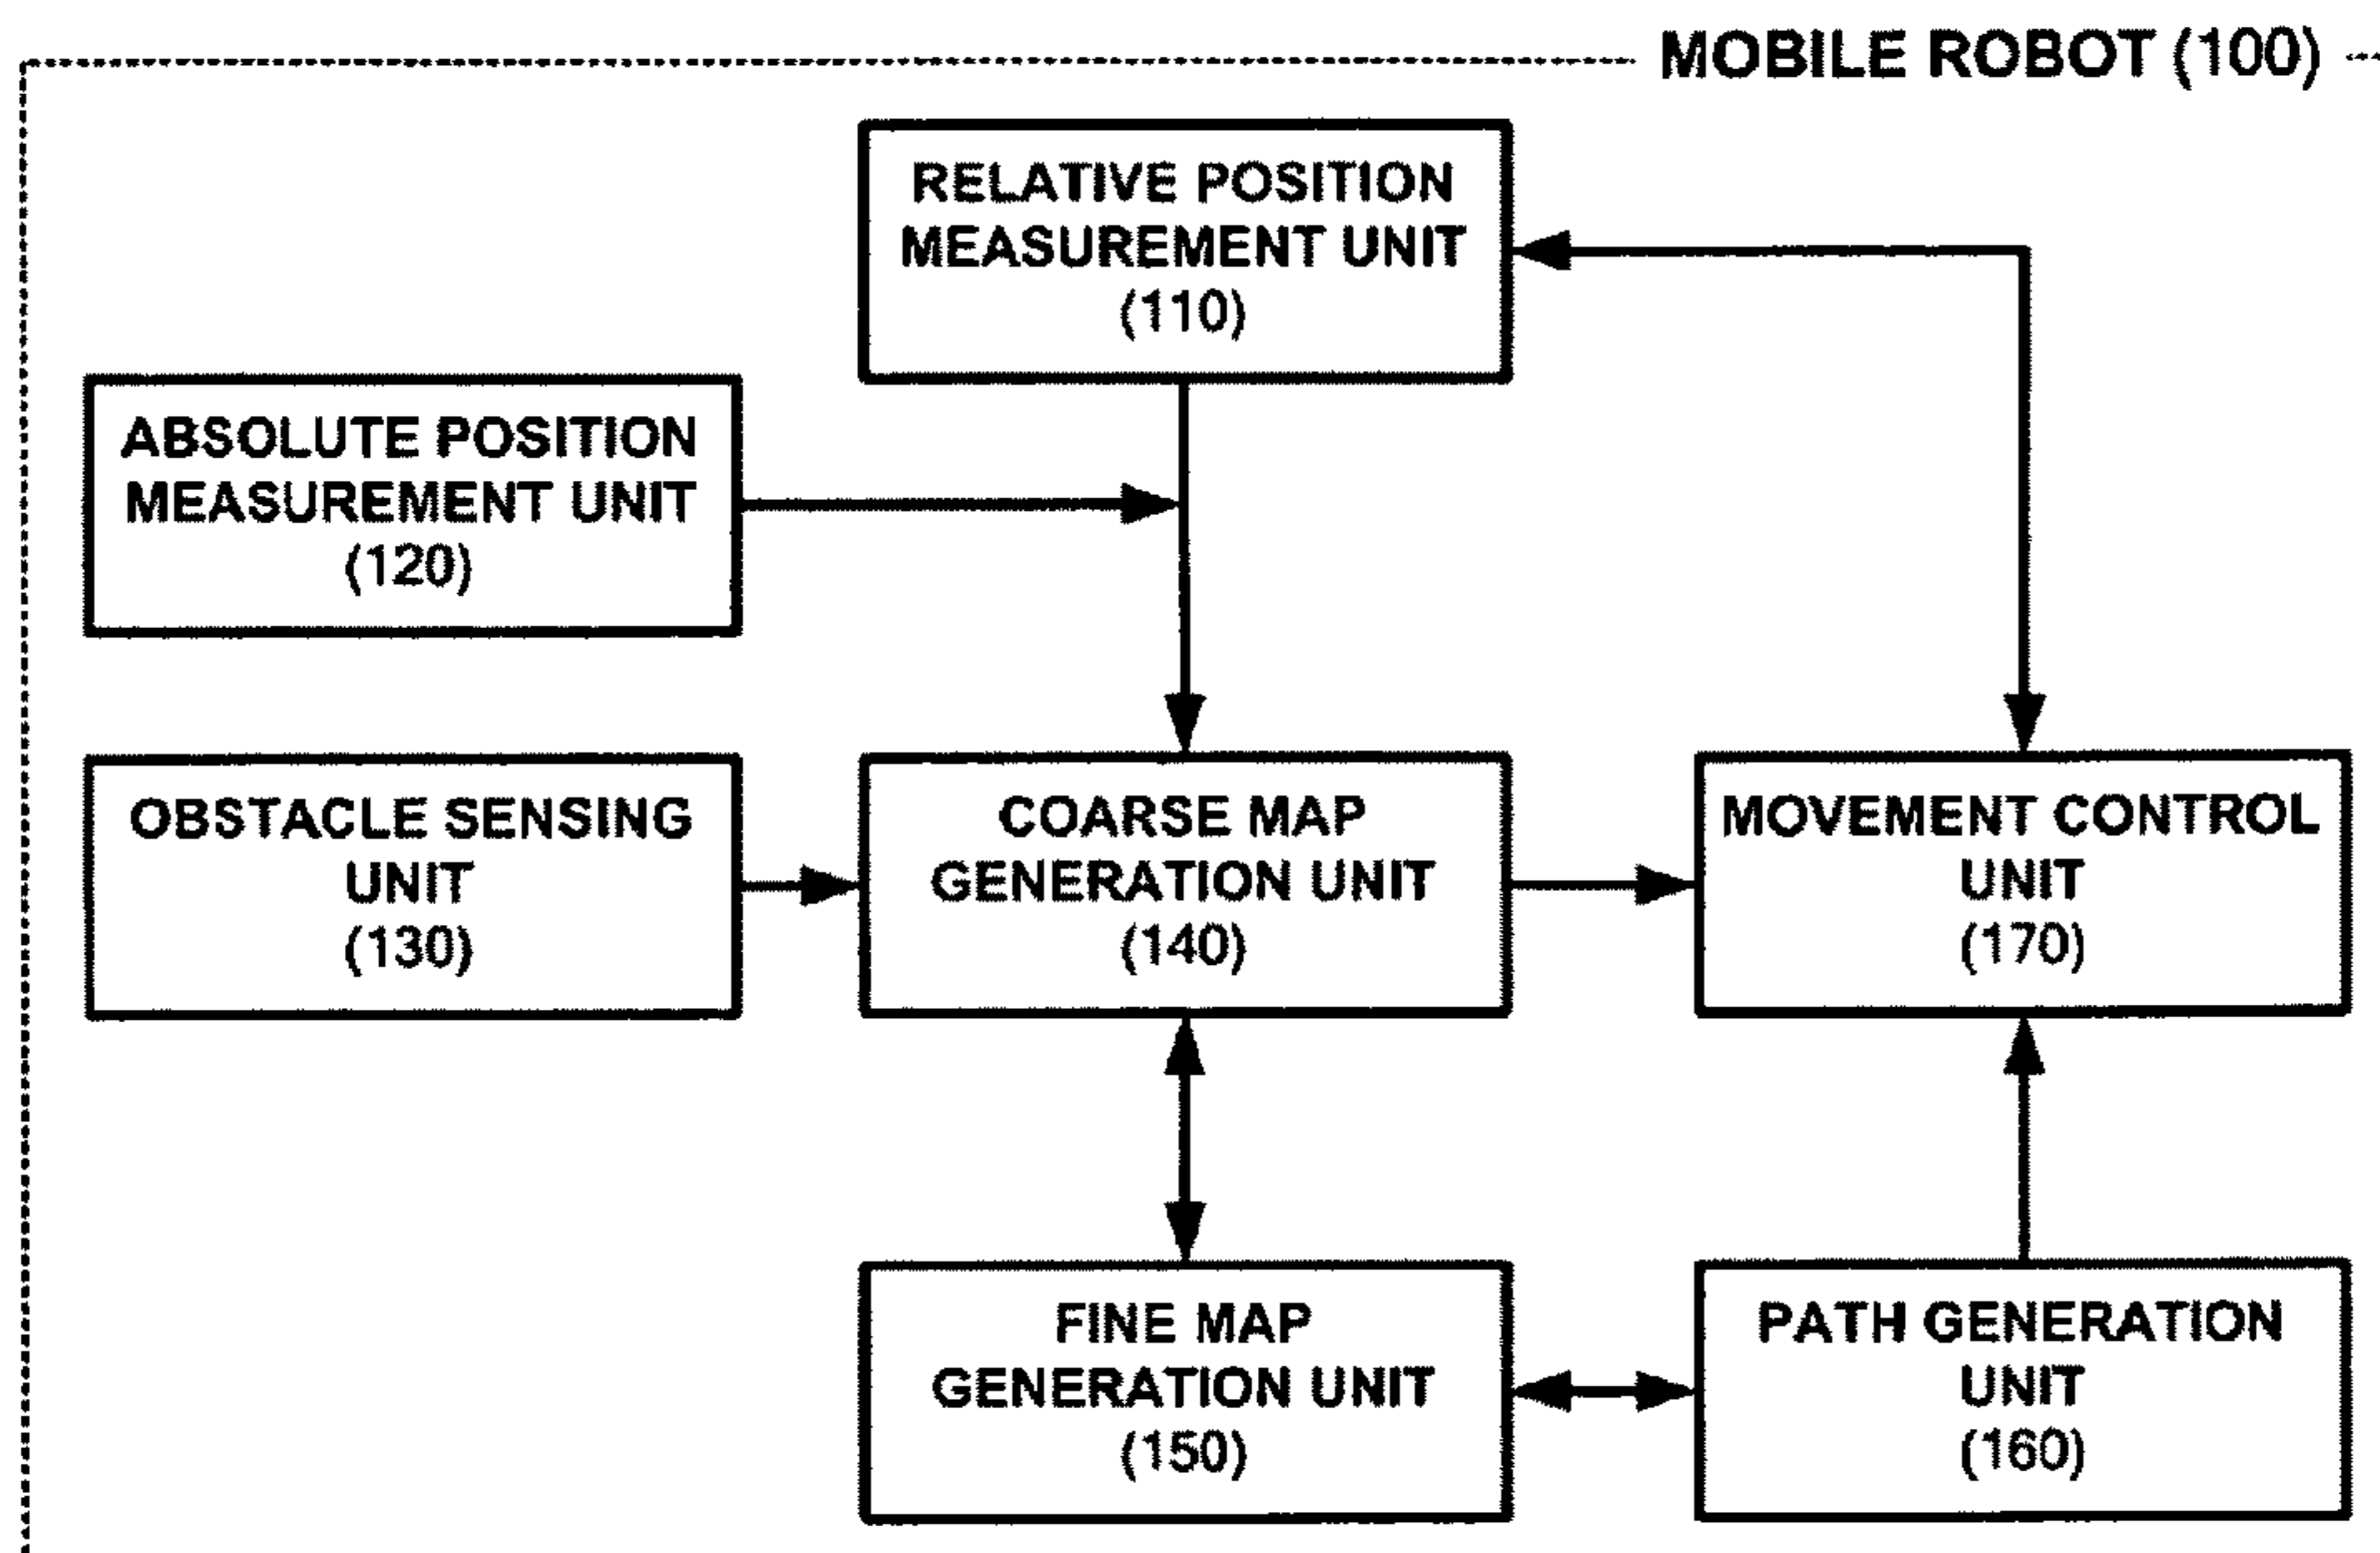 MOBILE ROBOT (100)
RELATIVE POSITION
MEASUREMENT UNIT
(110)
ABSOLUTE POSITION
MEASUREMENT UNIT
(120)
OBSTACLE SENSING
UNIT
(130)
COARSE MAP
GENERATION UNIT
(140)
MOVEMENT CONTROL
UNIT
(170)
FINE MAP
GENERATION UNIT
(150)
PATH GENERATION
UNIT
(160)